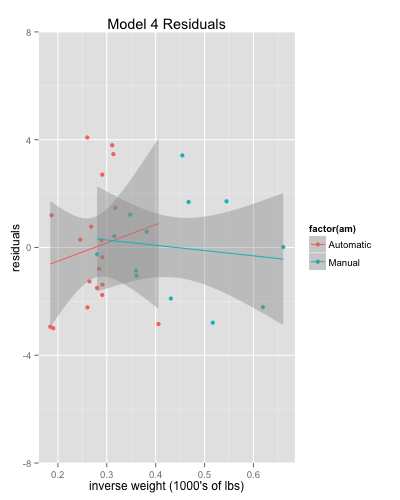 Model 4 Residuals
8
4
0
-4
-8
residuals
0.2 0.3 0.4 0.5 0.6
inverse weight (1000's of lbs)
factor(am)
Automatic
Manual